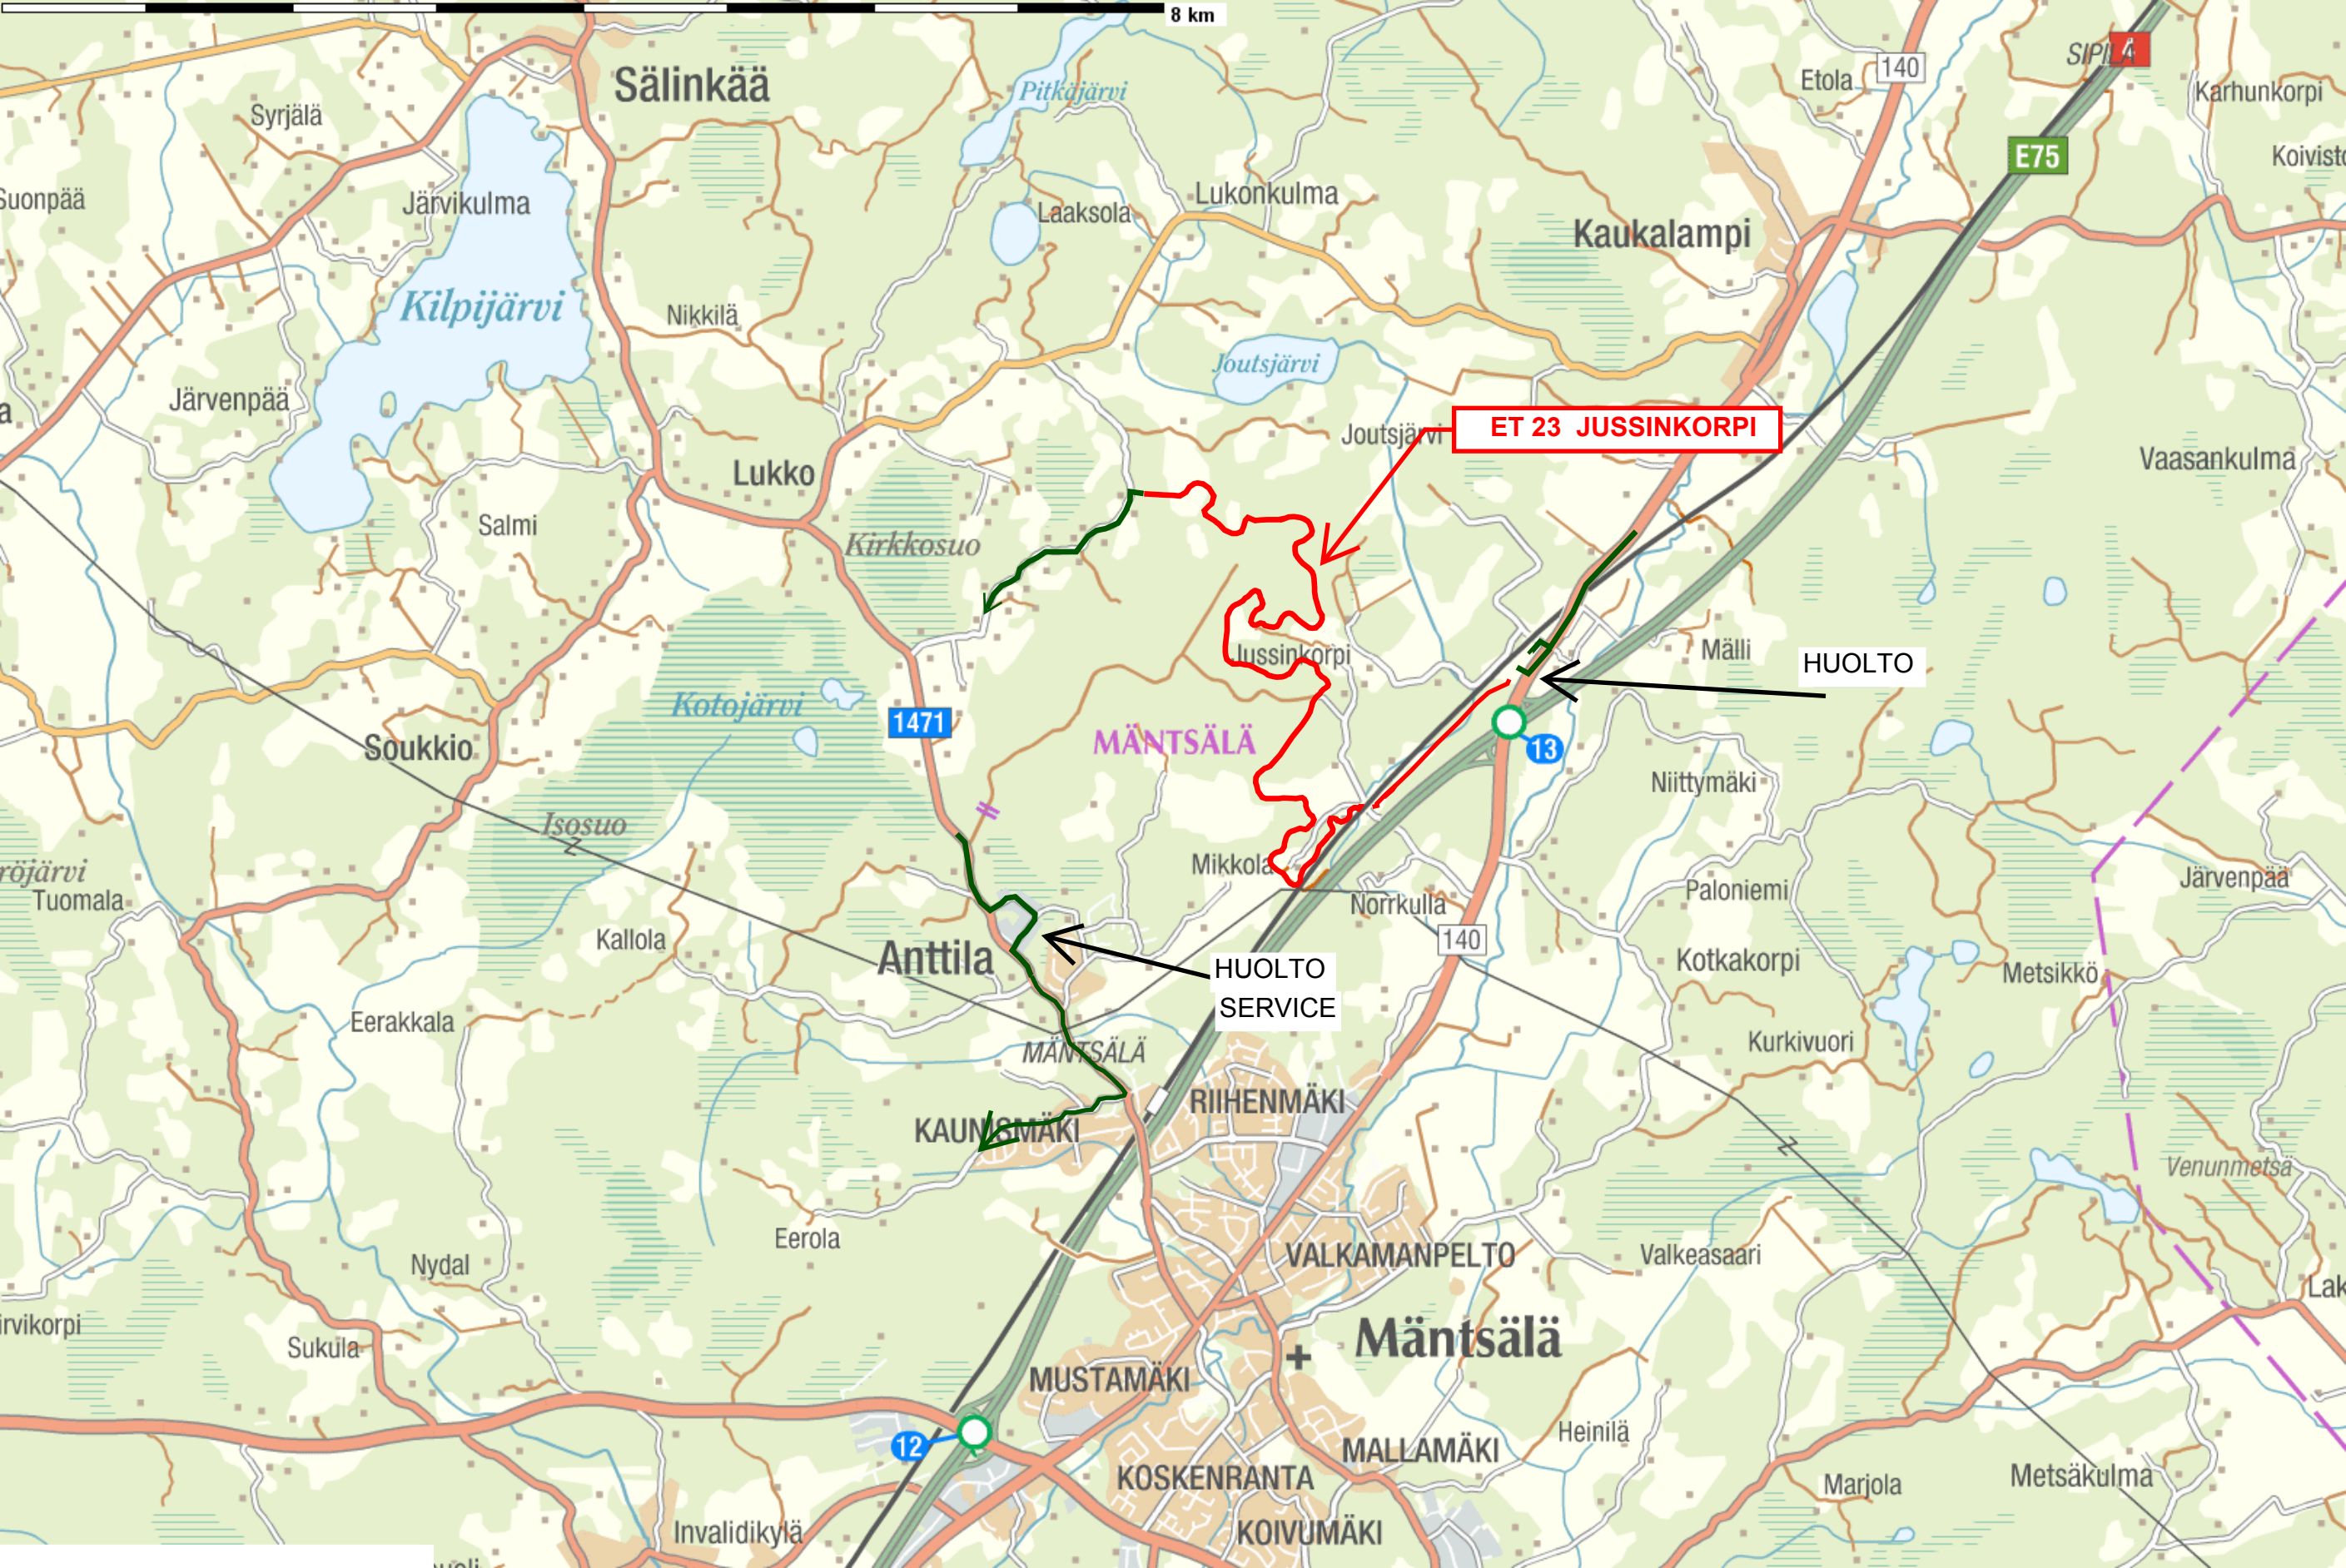 8 km
SIPILÄ
4
Sälinkää
Pitkäjärvi
Etola
140
Karhunkorpi
Syrjälä
E75
Suonpää
Järvikulma
Laaksola
Lukonkulma
Kaukalampi
Kilpijärvi
Nikkilä
Joutsjärvi
Järvenpää
Joutsjärvi
ET 23 JUSSINKORPI
Vaasankulma
Lukko
Salmi
Kirkkosuo
Jussinkorpi
Mälli
HUOLTO
Kotojärvi
1471
MÄNTSÄLÄ
Soukkio
13
Niittymäki
Isosuo
Mikkola
röjärvi
Tuomala
Norrkulla
Paloniemi
Järvenpää
Kallola
Anttila
140
Kotkakorpi
Metsikkö
HUOLTO
SERVICE
Eerakkala
MÄNTSÄLÄ
Kurkivuori
RIIHENMÄKI
KAUNISMÄKI
Venunmetsä
Eerola
Nydal
VALKAMANPELTO
Valkeasaari
Lak
irvikorpi
Sukula
Mäntsälä
MUSTAMÄKI
12
Heinilä
MALLAMÄKI
KOSKENRANTA
Marjola
Metsäkulma
Invalidikylä
KOIVUMÄKI